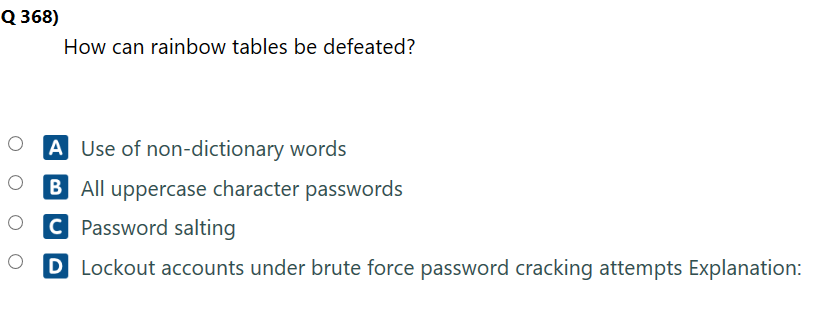 Q 368)
How can rainbow tables be defeated?
A Use of non-dictionary words
B All uppercase character passwords
C Password salting
D Lockout accounts under brute force password cracking attempts Explanation: